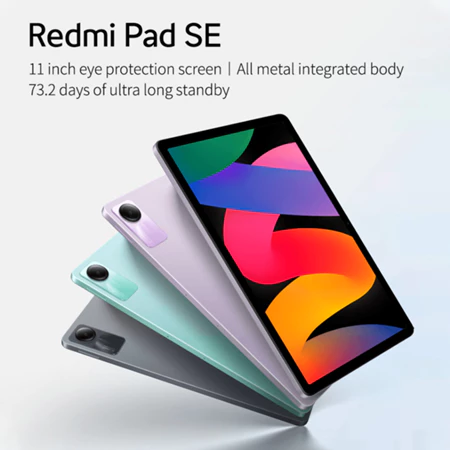 Redmi Pad SE
11 inch eye protection screen | All metal integrated body
73.2 days of ultra long standby